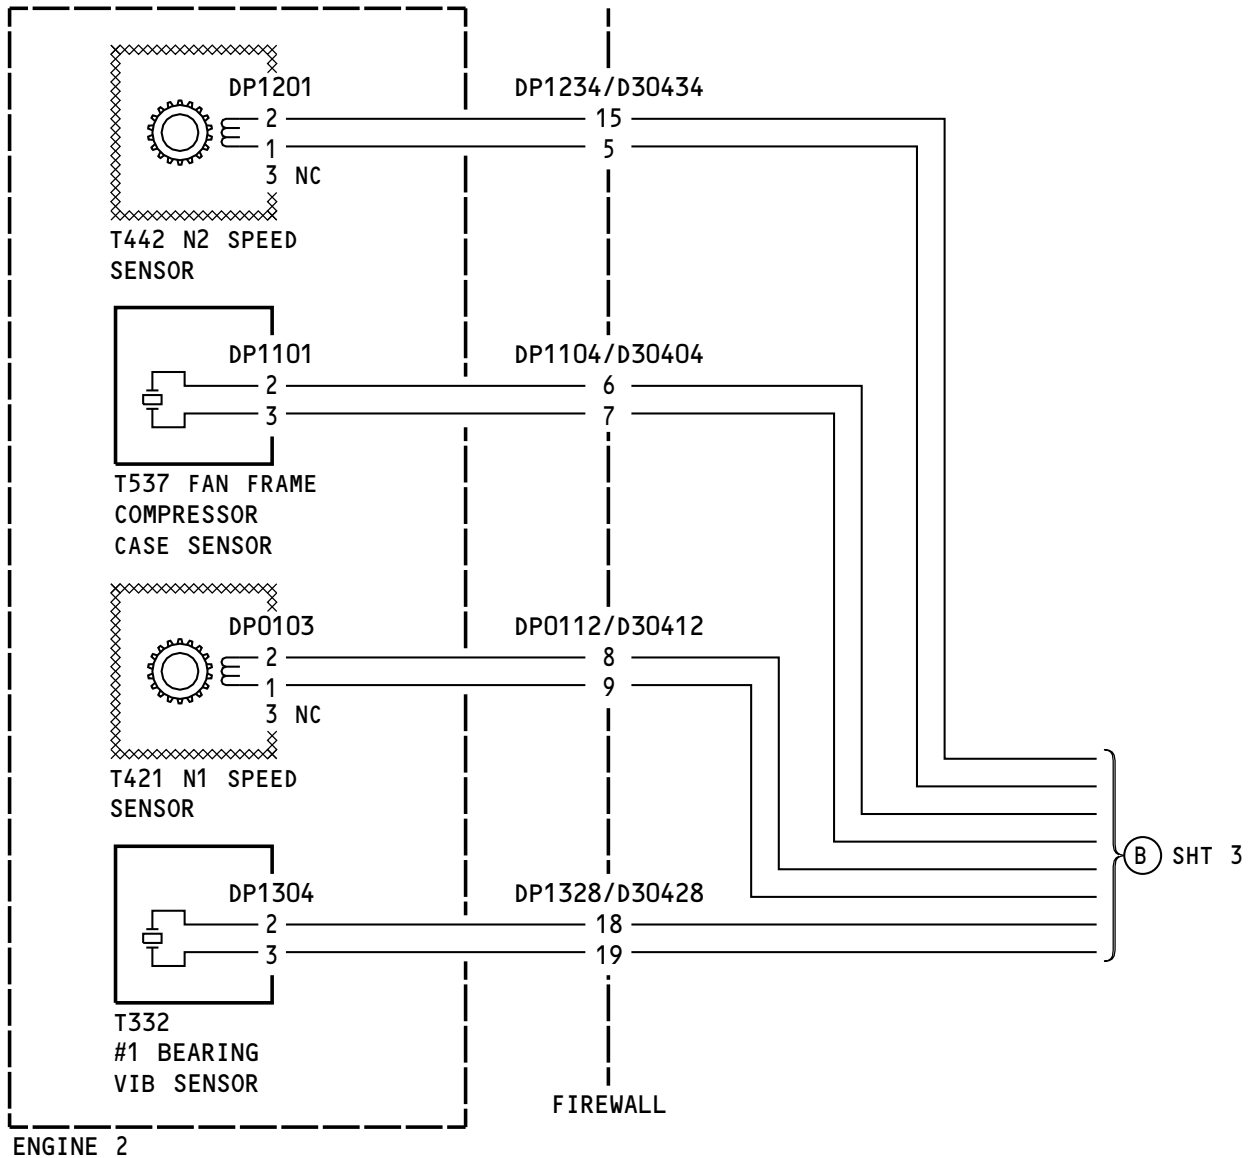 DP1201 DP1234/D30434
2 15
1 5
3 NC
T442 N2 SPEED
SENSOR
DP1101 DP1104/D30404
2 6
3 7
T537 FAN FRAME
COMPRESSOR
CASE SENSOR
DP0103 DP0112/D30412
2 8
1 9
3 NC
T421 N1 SPEED
SENSOR
B SHT 3
DP1304 DP1328/D30428
2 18
3 19
T332
#1 BEARING
VIB SENSOR
FIREWALL
ENGINE 2